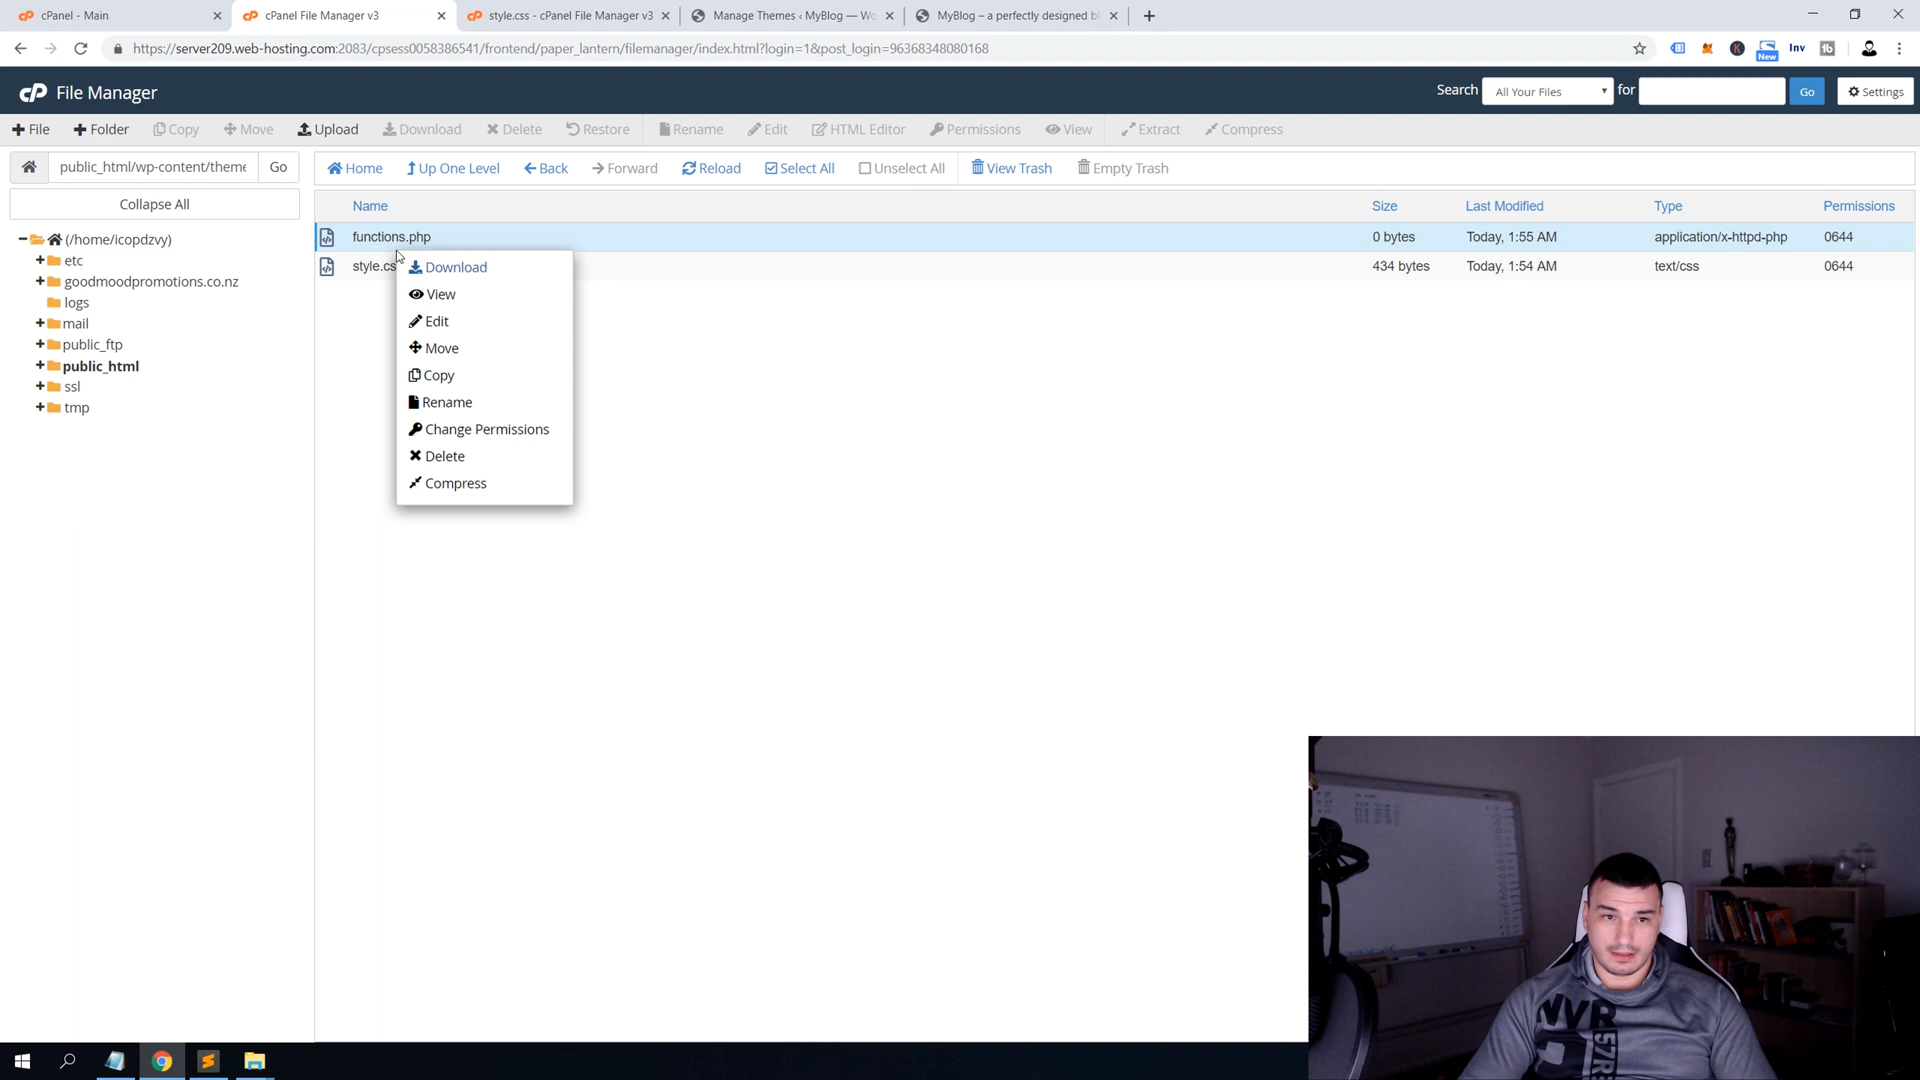 cPanel - Main
cPanel File Manager v3
style.css - cPanel File Manager v3
Manage Themes ‹ MyBlog — Wo
MyBlog – a perfectly designed bl
https://server209.web-hosting.com:2083/cpsess0058386541/frontend/paper_lantern/filemanager/index.html?login=1&post_login=96368348080168
Inv
New
File Manager
Search
All Your Files
for
Go
Settings
File
Folder
Copy
Move
Upload
Download
Delete
Restore
Rename
Edit
HTML Editor
Permissions
View
Extract
Compress
public_html/wp-content/theme
Go
Home
Up One Level
Back
Forward
Reload
Select All
Unselect All
View Trash
Empty Trash
Collapse All
Name
Size
Last Modified
Type
Permissions
(/home/icopdzvy)
etc
goodmoodpromotions.co.nz
logs
mail
public_ftp
public_html
ssl
tmp
functions.php
0 bytes
Today, 1:55 AM
application/x-httpd-php
0644
style.cs
434 bytes
Today, 1:54 AM
text/css
0644
Download
View
Edit
Move
Copy
Rename
Change Permissions
Delete
Compress